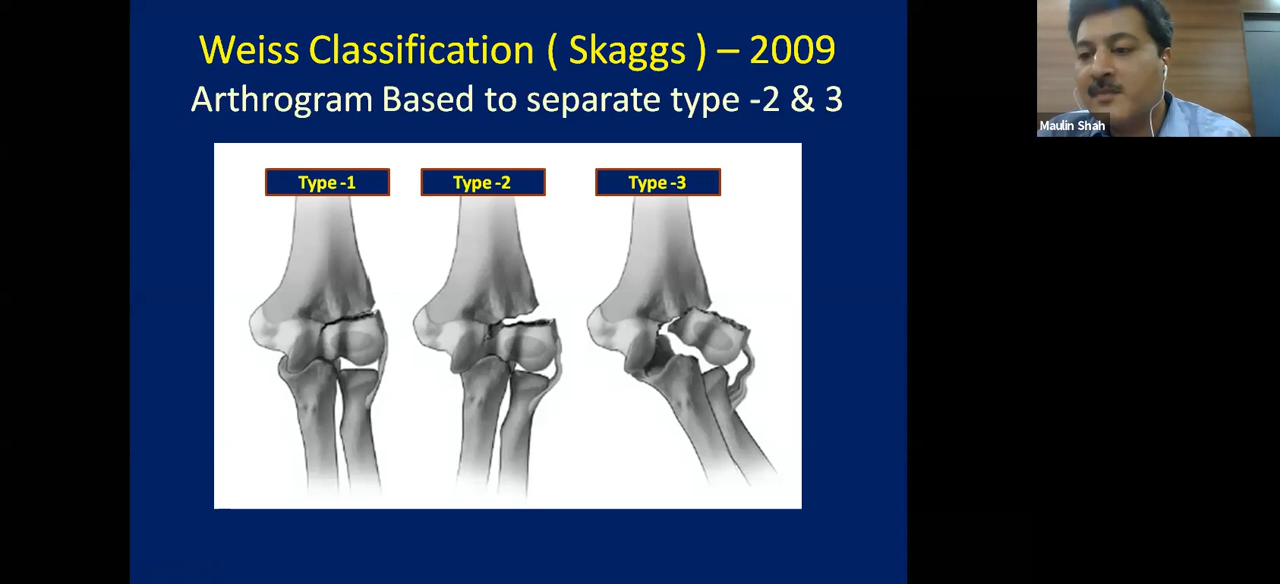 Weiss Classification ( Skaggs ) – 2009
Arthrogram Based to separate type -2 & 3
Type -1
Type -2
Type -3
Maulin Shah